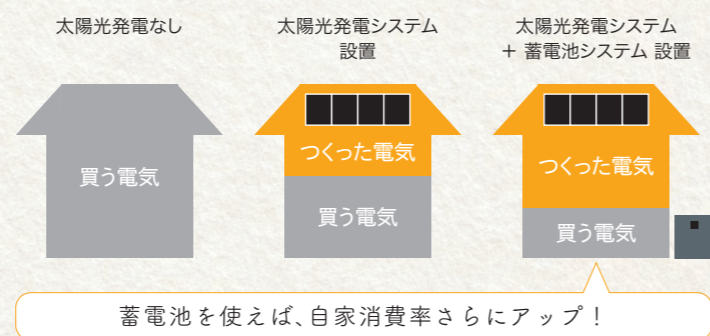 太陽光発電なし
太陽光発電システム
設置
太陽光発電システム
+ 蓄電池システム 設置
買う電気
つくった電気
買う電気
つくった電気
買う電気
蓄電池を使えば、自家消費率さらにアップ！